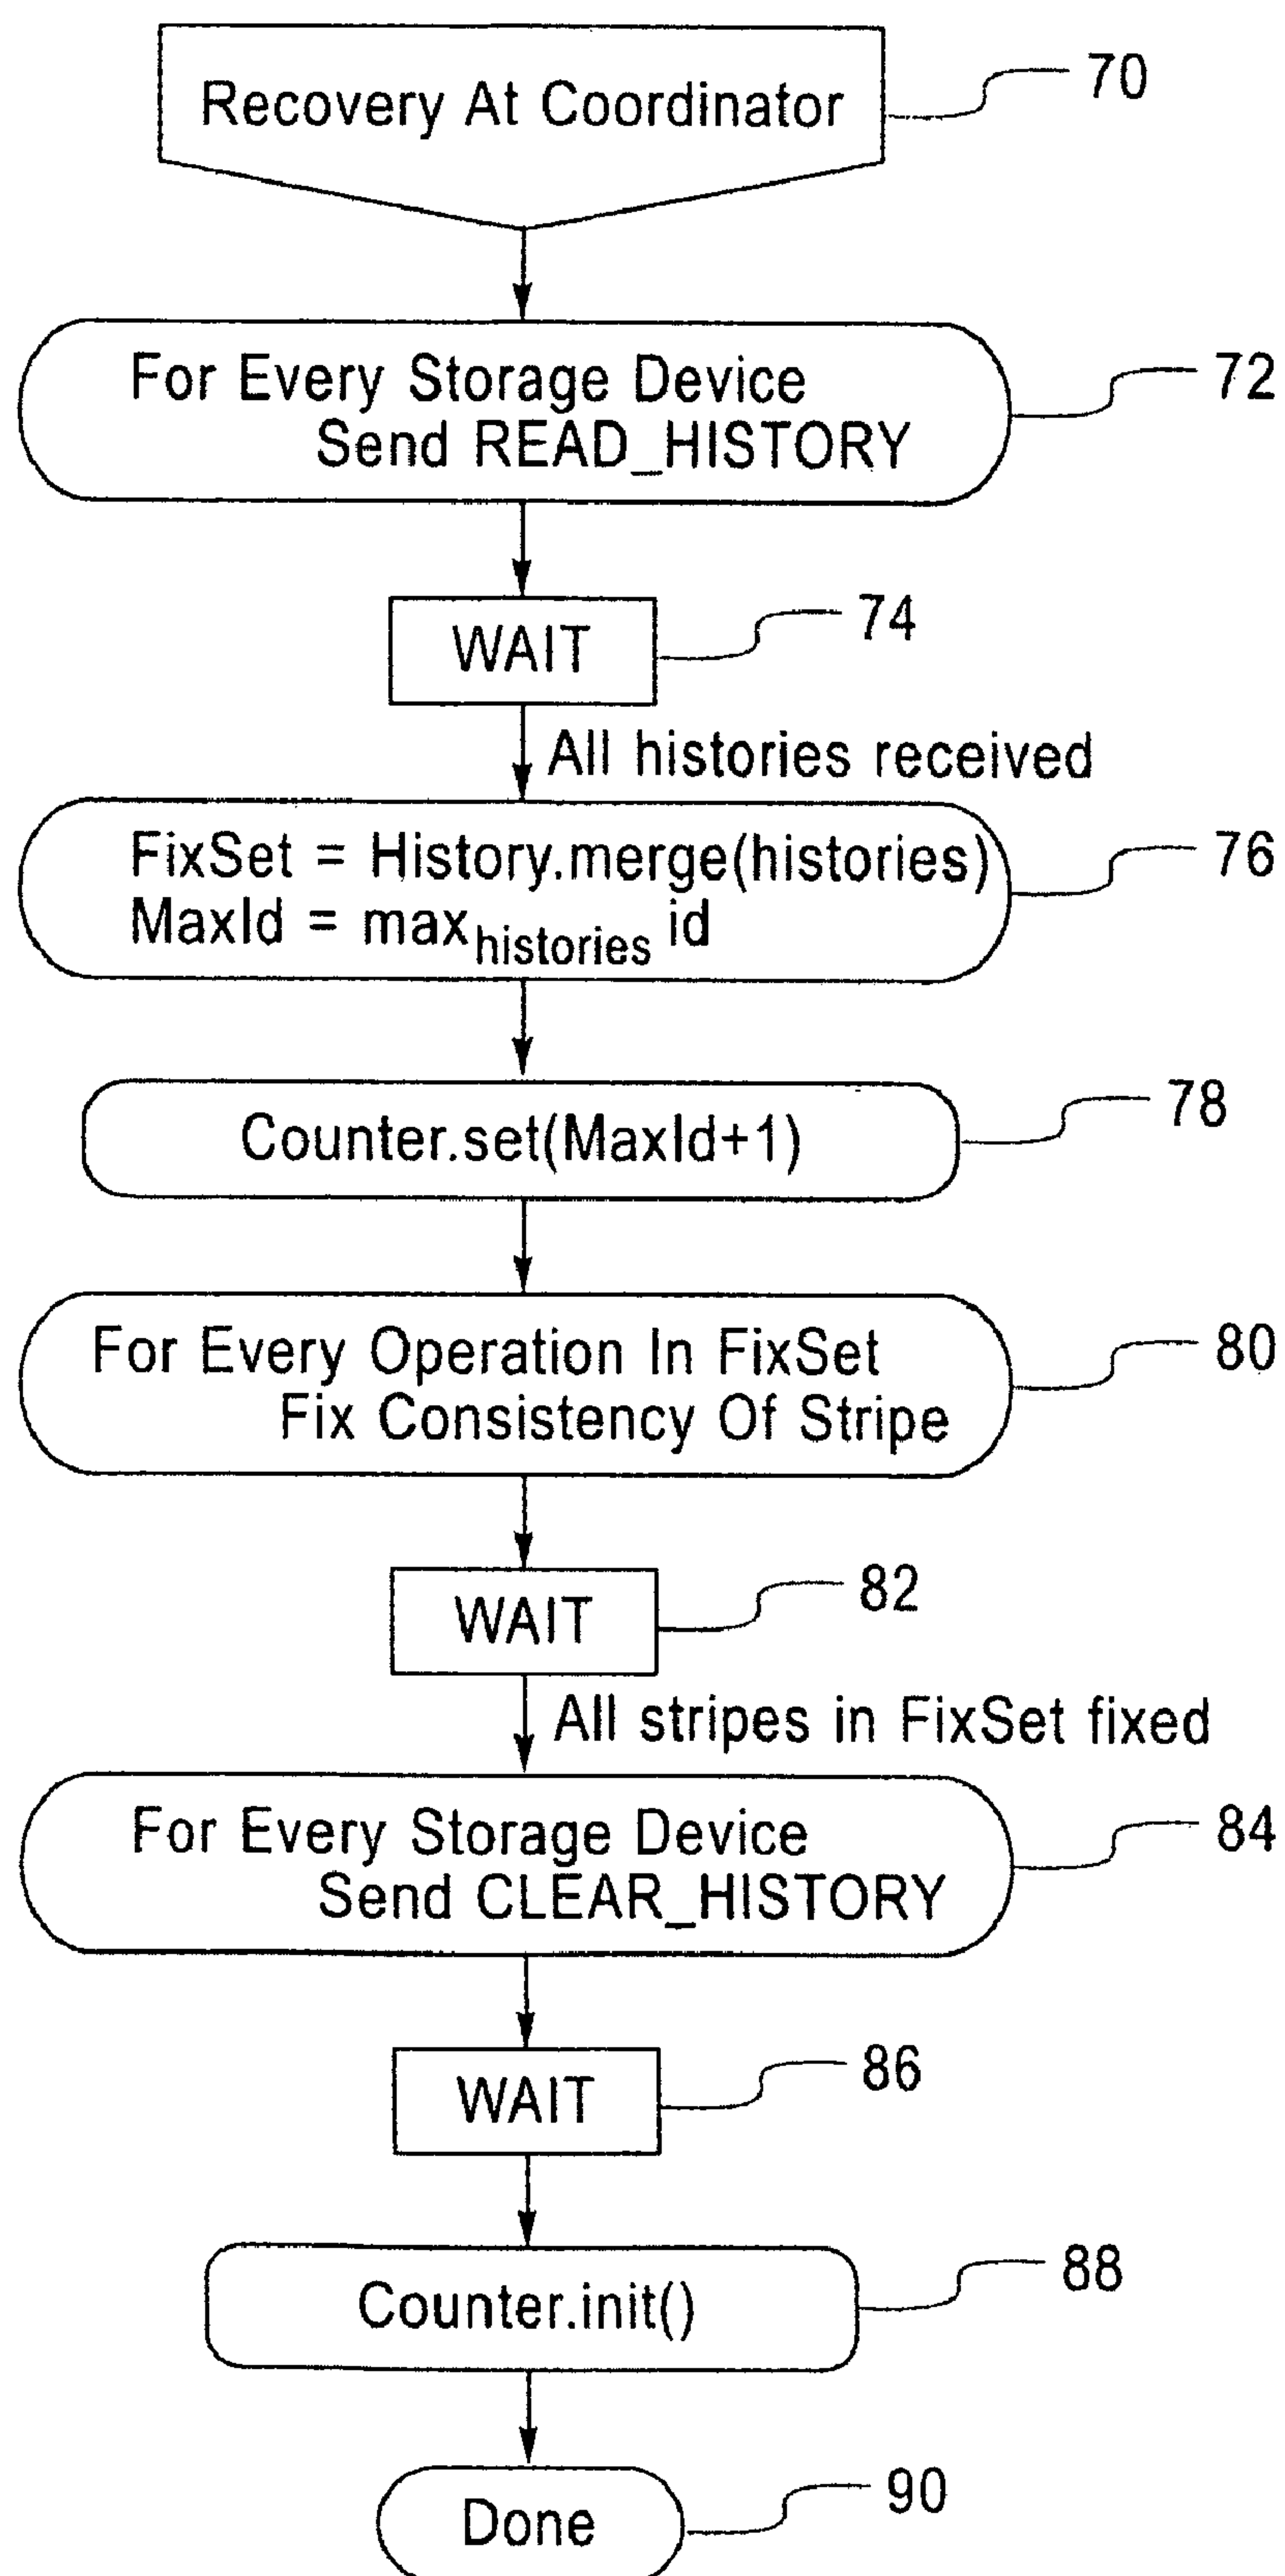 Recovery At Coordinator
70
For Every Storage Device
Send READ_HISTORY
72
WAIT
74
All histories received
FixSet = History.merge(histories)
MaxId = max histories id
76
Counter.set(MaxId+1)
78
For Every Operation In FixSet
Fix Consistency Of Stripe
80
WAIT
82
All stripes in FixSet fixed
For Every Storage Device
Send CLEAR_HISTORY
84
WAIT
86
Counter.init()
88
Done
90